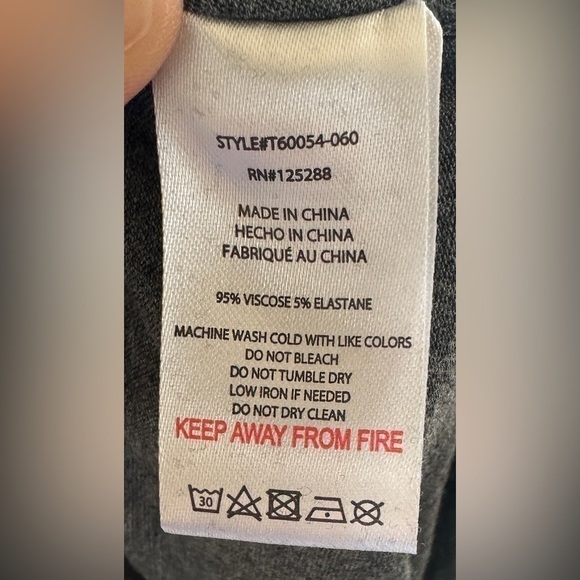 STYLE#T60054-060
RN#125288
MADE IN CHINA
HECHO IN CHINA
FABRIQUÉ AU CHINA
95% VISCOSE 5% ELASTANE
MACHINE WASH COLD WITH LIKE COLORS
DO NOT BLEACH
DO NOT TUMBLE DRY
LOW IRON IF NEEDED
DO NOT DRY CLEAN
KEEP AWAY FROM FIRE
30